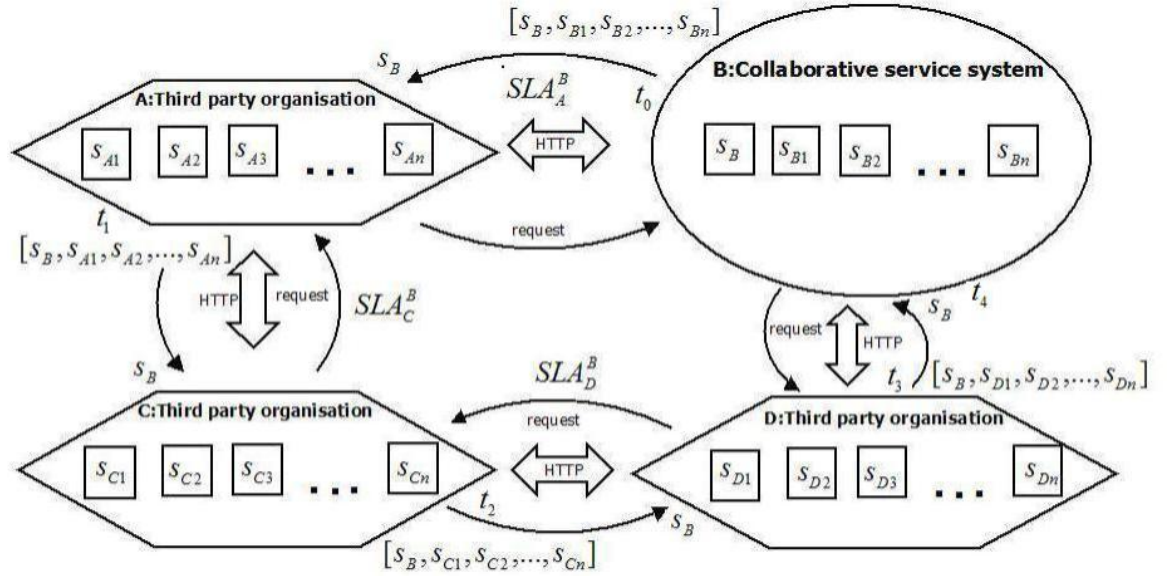 [s_B, s_B1, s_B2, ..., s_Bn]
s_B
SLA_A^B
t_0
B:Collaborative service system
A:Third party organisation
HTTP
s_A1 s_A2 s_A3 ... s_An
s_B s_B1 s_B2 ... s_Bn
t_1
request
[s_B, s_A1, s_A2, ..., s_An]
HTTP
request
SLA_C^B
s_B
t_4
request
HTTP
s_B
SLA_D^B
t_3
[s_B, s_D1, s_D2, ..., s_Dn]
C:Third party organisation
request
D:Third party organisation
s_C1 s_C2 s_C3 ... s_Cn
HTTP
s_D1 s_D2 s_D3 ... s_Dn
t_2
s_B
[s_B, s_C1, s_C2, ..., s_Cn]